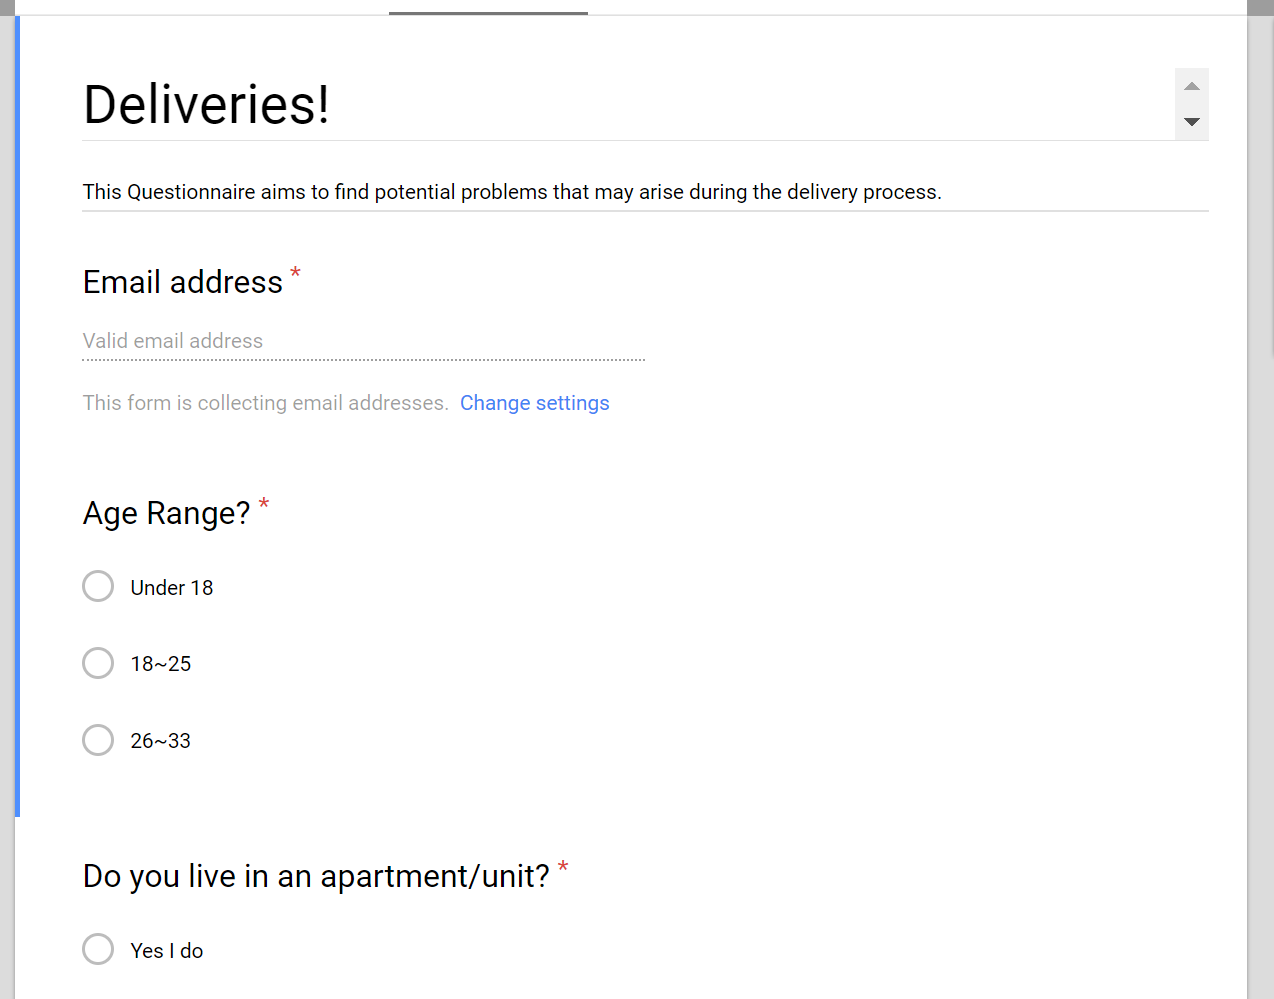 Deliveries!
This Questionnaire aims to find potential problems that may arise during the delivery process.
Email address *
Valid email address
This form is collecting email addresses. Change settings
Age Range? *
Under 18
18~25
26~33
Do you live in an apartment/unit? *
Yes I do